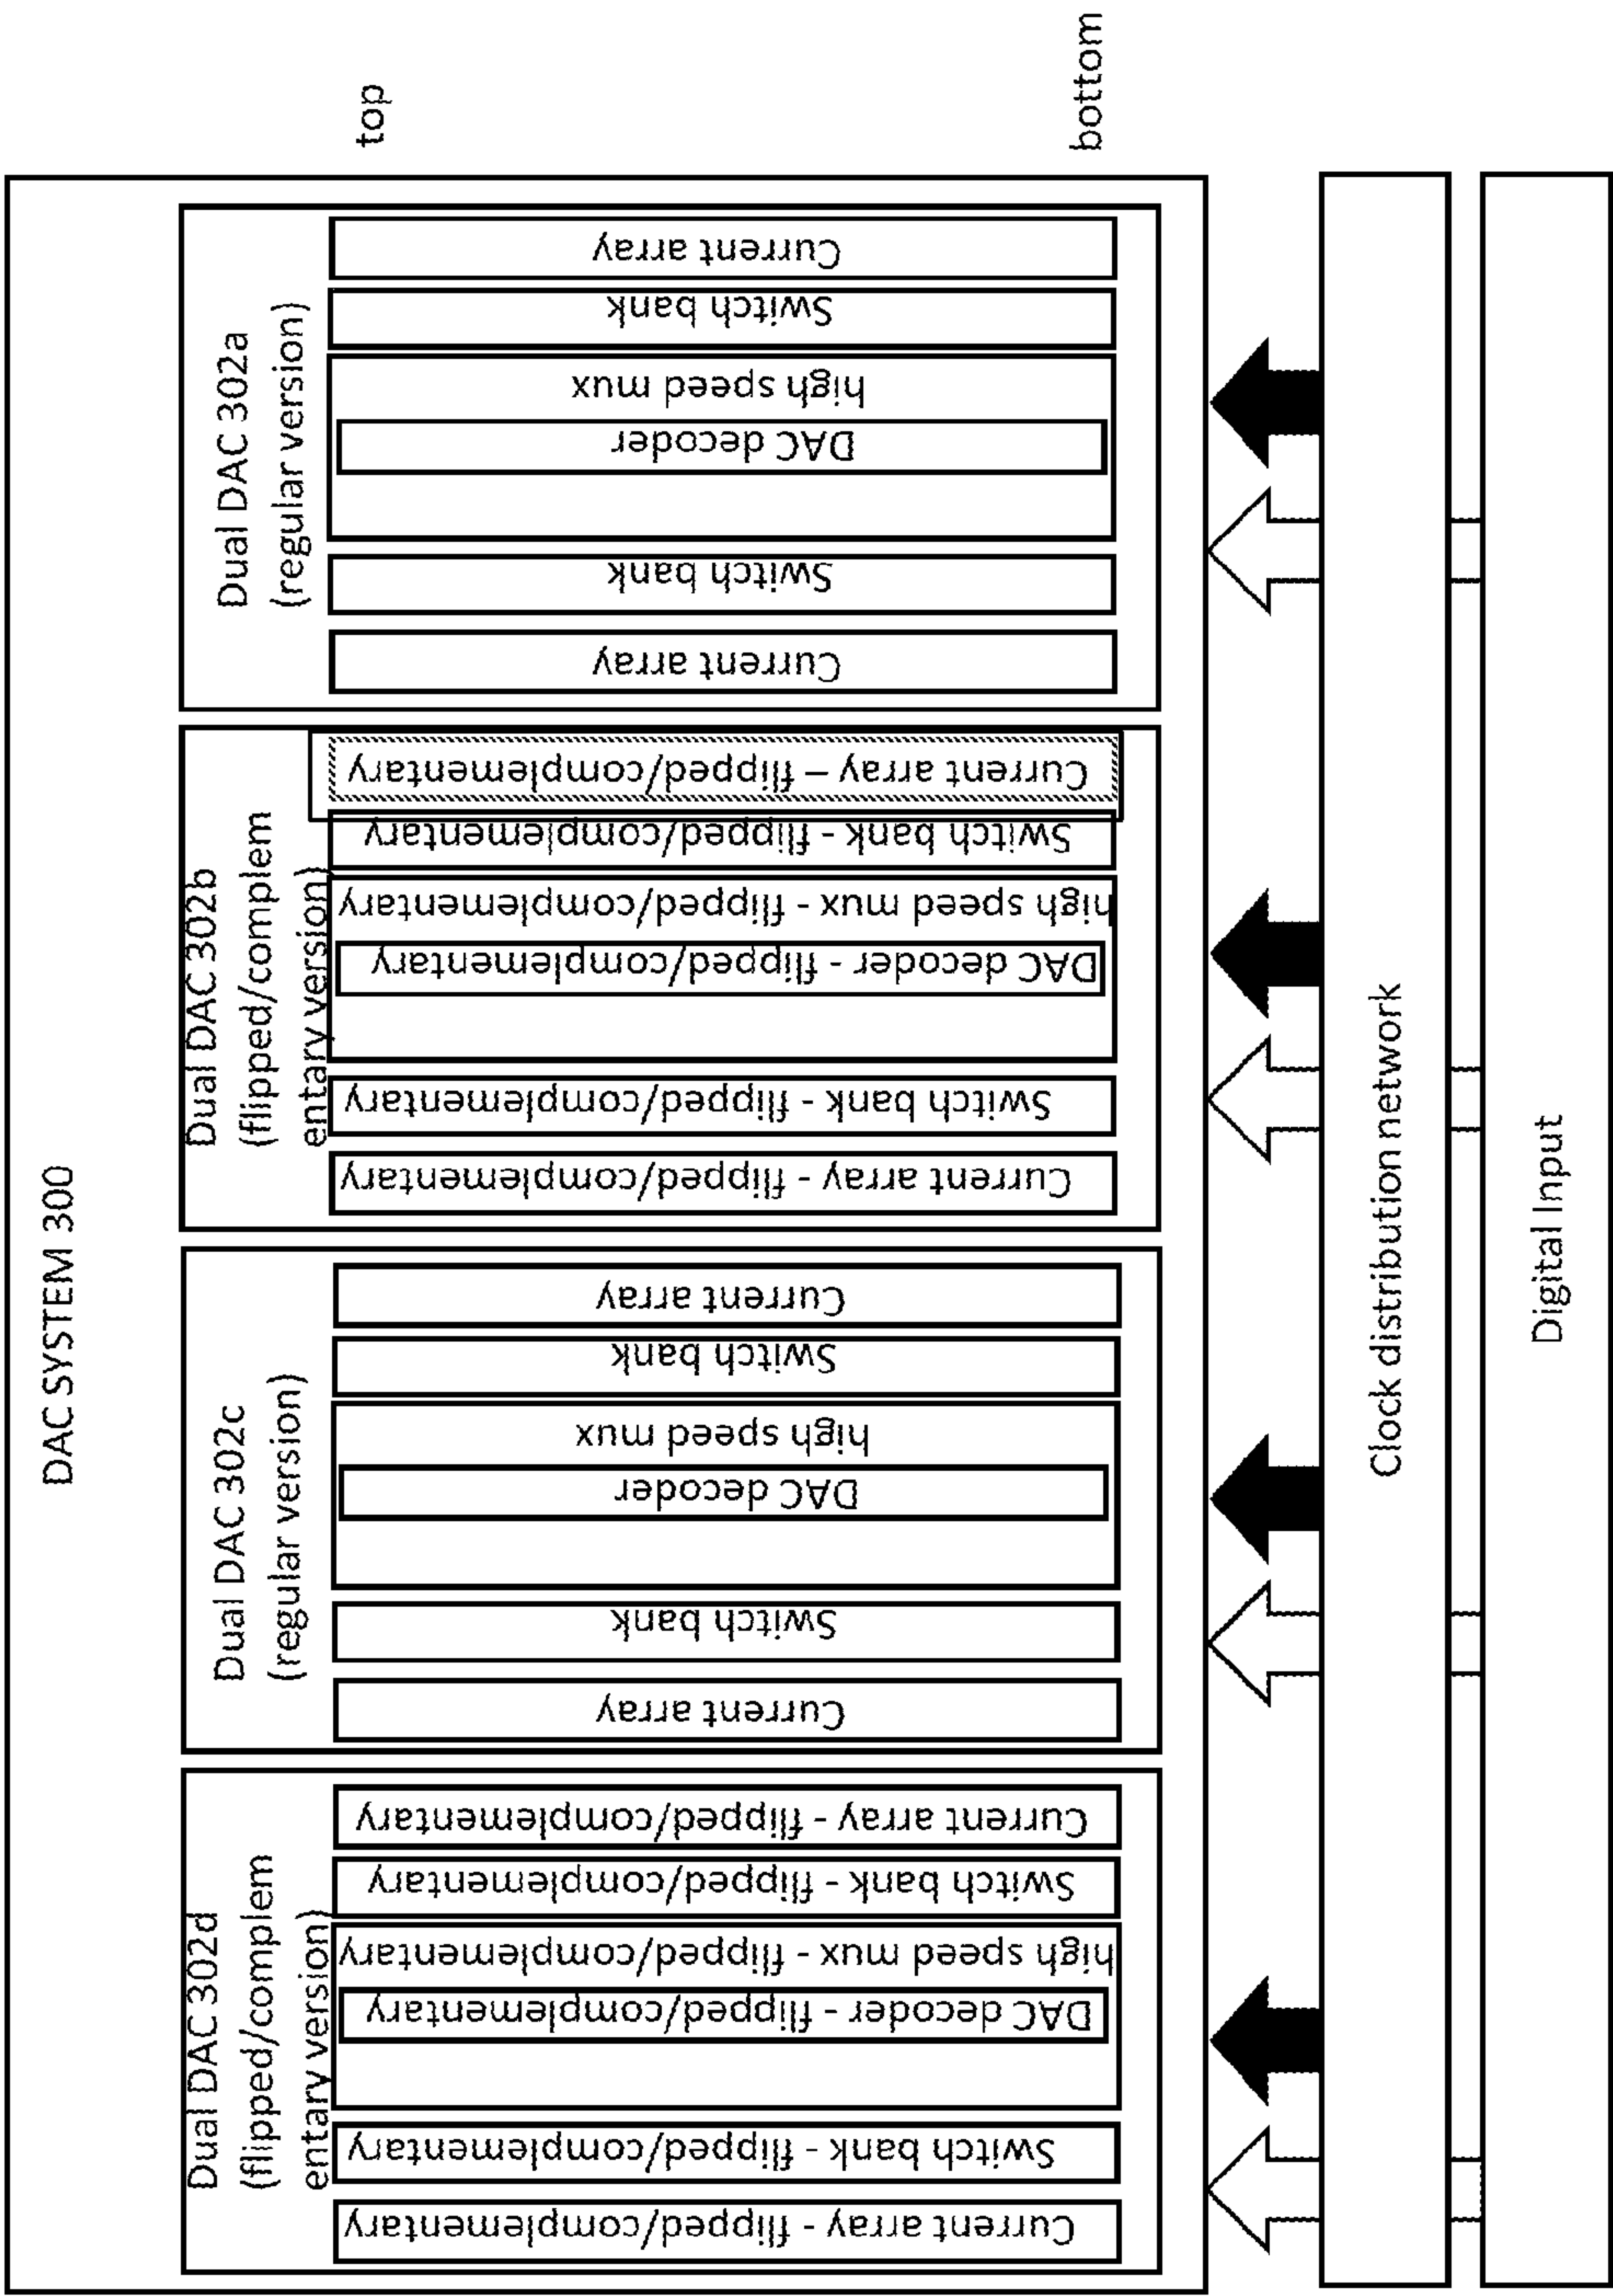 DAC SYSTEM 300
Dual DAC 302d
(flipped/complem
entary version)
Current array - flipped/complementary
Switch bank - flipped/complementary
DAC decoder - flipped/complementary
high speed mux - flipped/complementary
Switch bank - flipped/complementary
Current array - flipped/complementary
Dual DAC 302c
(regular version)
Current array
Switch bank
DAC decoder
high speed mux
Switch bank
Current array
Dual DAC 302b
(flipped/complem
entary version)
Current array - flipped/complementary
Switch bank - flipped/complementary
DAC decoder - flipped/complementary
high speed mux - flipped/complementary
Switch bank - flipped/complementary
Current array – flipped/complementary
Dual DAC 302a
(regular version)
Current array
Switch bank
DAC decoder
high speed mux
Switch bank
Current array
top
bottom
Clock distribution network
Digital Input